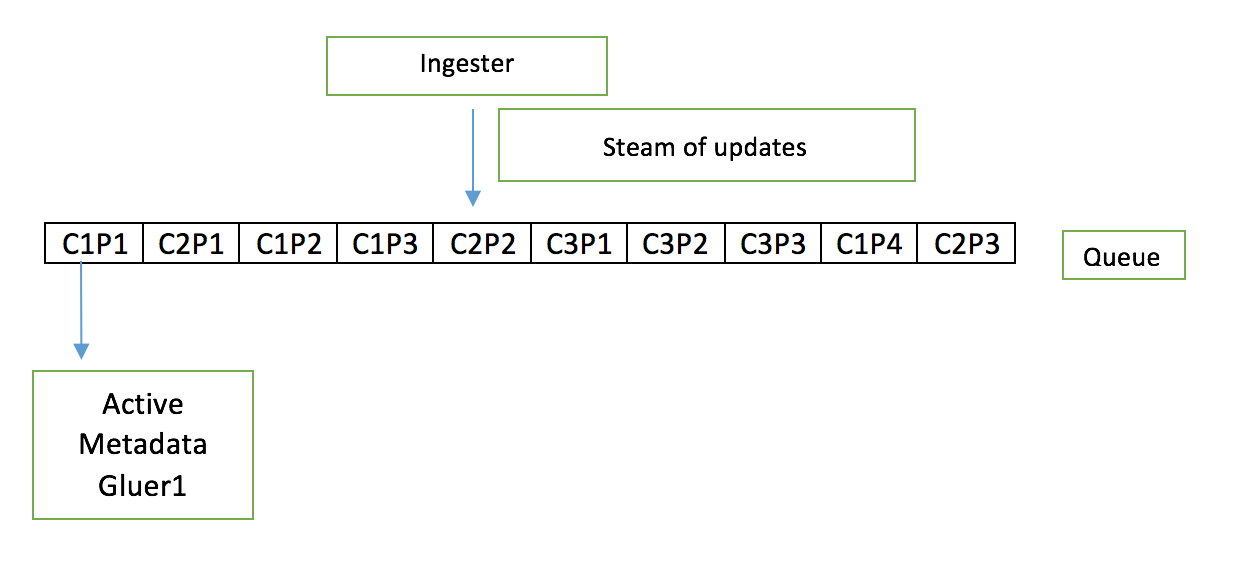 Ingester
Steam of updates
C1P1 C2P1 C1P2 C1P3 C2P2 C3P1 C3P2 C3P3 C1P4 C2P3
Queue
Active
Metadata
Gluer1